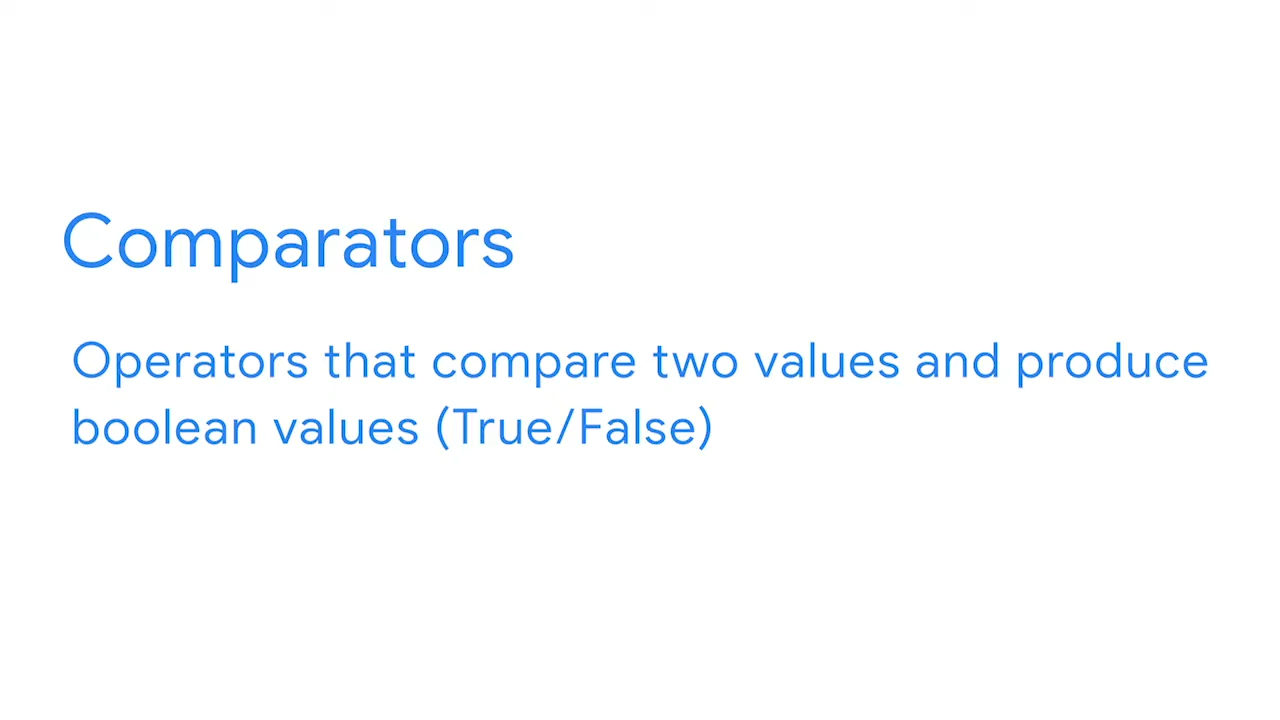 Comparators
Operators that compare two values and produce
boolean values (True/False)